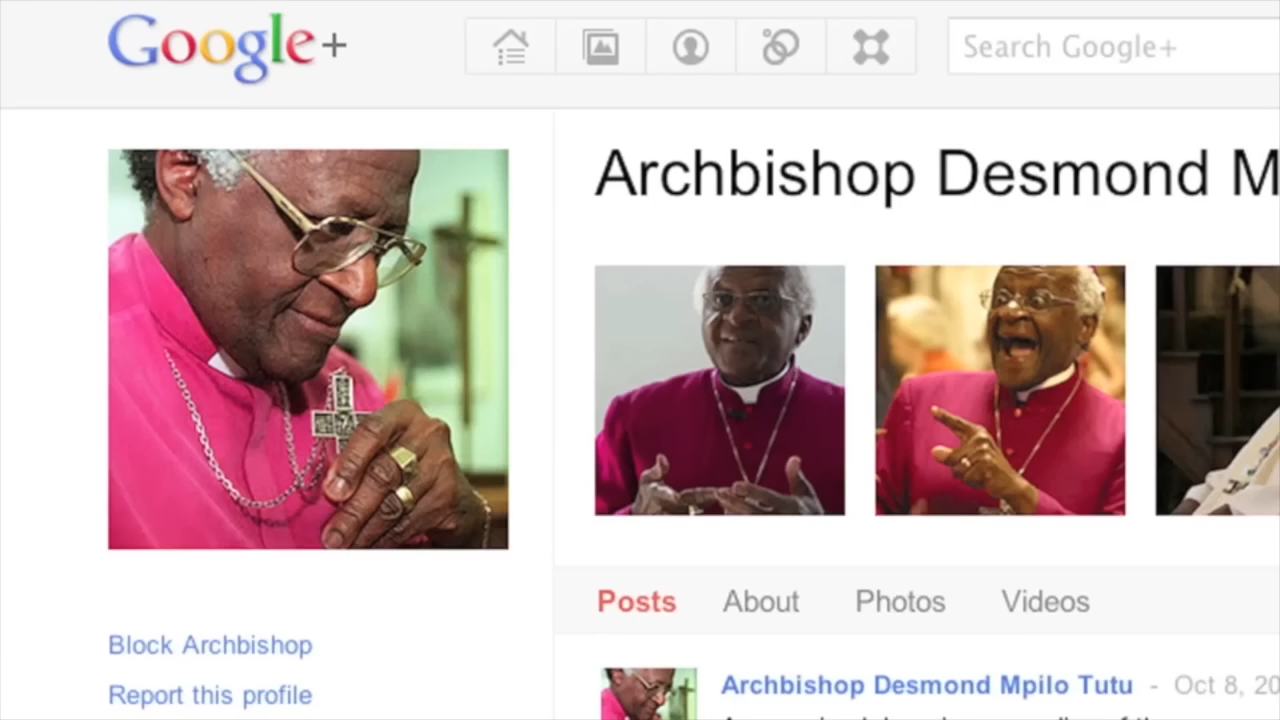 Google+
Search Google+
Archbishop Desmond M
Posts About Photos Videos
Block Archbishop
Report this profile
Archbishop Desmond Mpilo Tutu - Oct 8, 20